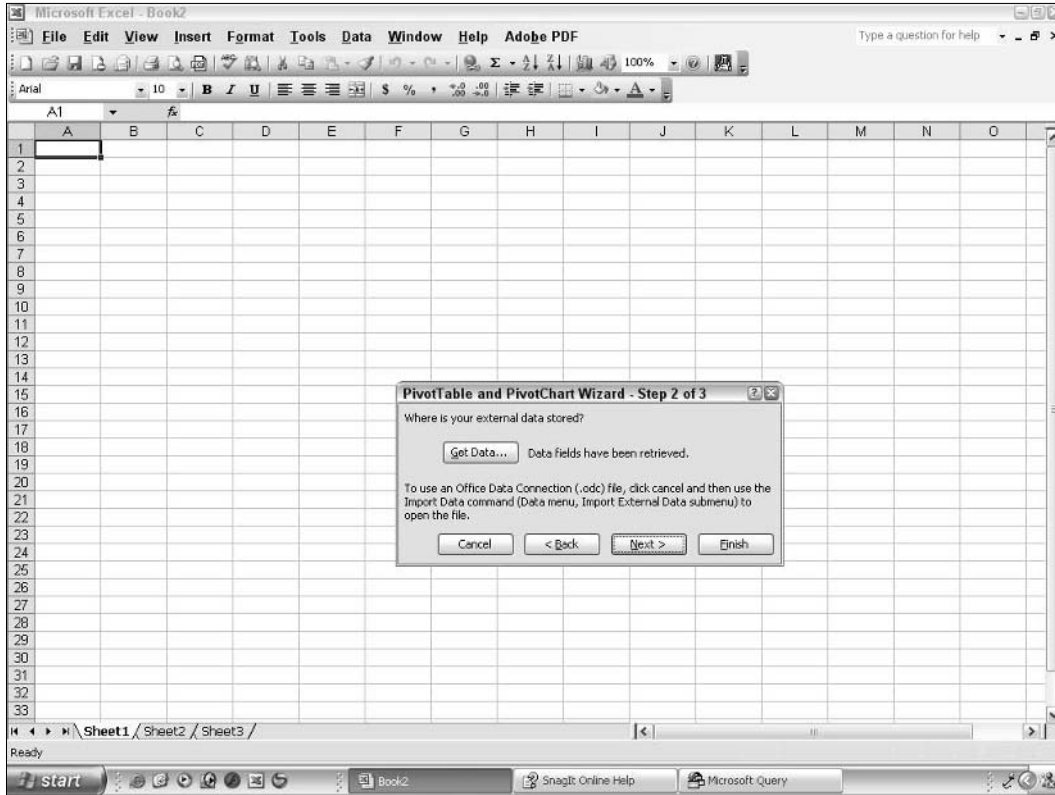 Microsoft Excel - Book2
File Edit View Insert Format Tools Data Window Help Adobe PDF
Type a question for help
100%
Arial 10 B I U $ % , A
A1 fx
A B C D E F G H I J K L M N O
1
2
3
4
5
6
7
8
9
10
11
12
13
14
15
16
17
18
19
20
21
22
23
24
25
26
27
28
29
30
31
32
33
PivotTable and PivotChart Wizard - Step 2 of 3
Where is your external data stored?
Get Data... Data fields have been retrieved.
To use an Office Data Connection (.odc) file, click cancel and then use the
Import Data command (Data menu, Import External Data submenu) to
open the file.
Cancel < Back Next > Finish
Sheet1 / Sheet2 / Sheet3 /
Ready
start Book2 SnagIt Online Help Microsoft Query